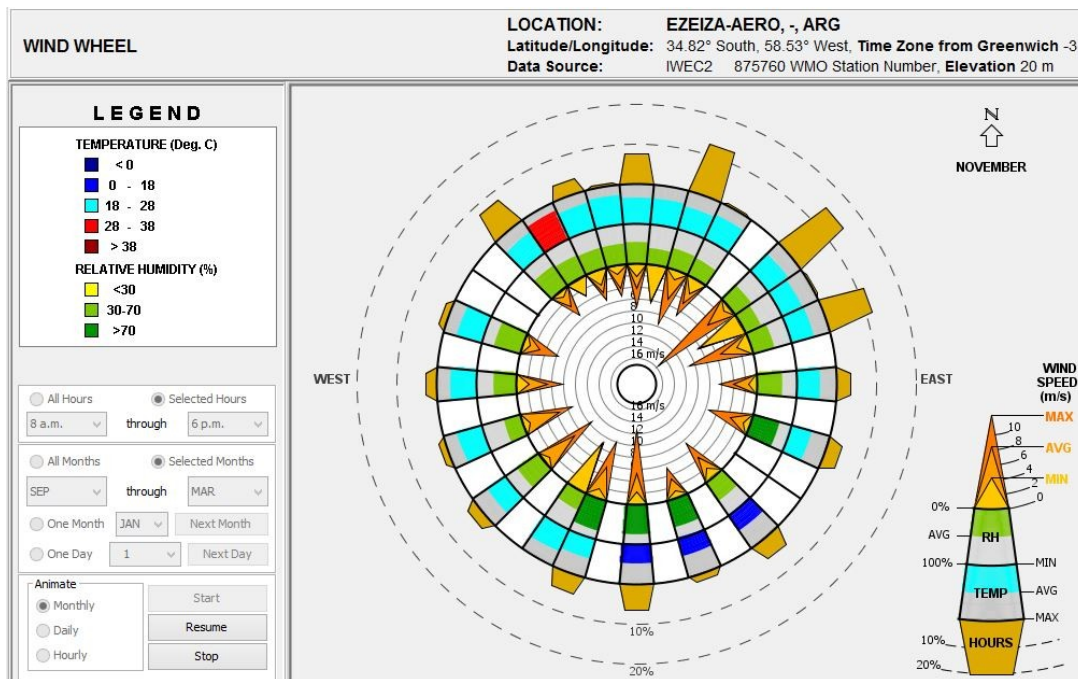 WIND WHEEL
LOCATION: EZEIZA-AERO, -, ARG
Latitude/Longitude: 34.82° South, 58.53° West, Time Zone from Greenwich -3
Data Source: IWEC2 875760 WMO Station Number, Elevation 20 m
LEGEND
TEMPERATURE (Deg. C)
< 0
0 - 18
18 - 28
28 - 38
> 38
RELATIVE HUMIDITY (%)
<30
30-70
>70
All Hours Selected Hours
8 a.m. through 6 p.m.
All Months Selected Months
SEP through MAR
One Month JAN Next Month
One Day 1 Next Day
Animate
Monthly Start
Daily Resume
Hourly Stop
N
NOVEMBER
WEST
EAST
8
10
12
14
16 m/s
16 m/s
14
12
10
8
10%
20%
WIND
SPEED
(m/s)
MAX
10
8
AVG
6
4
MIN
2
0
0%
RH
AVG
100% MIN
TEMP AVG
MAX
HOURS
10%
20%